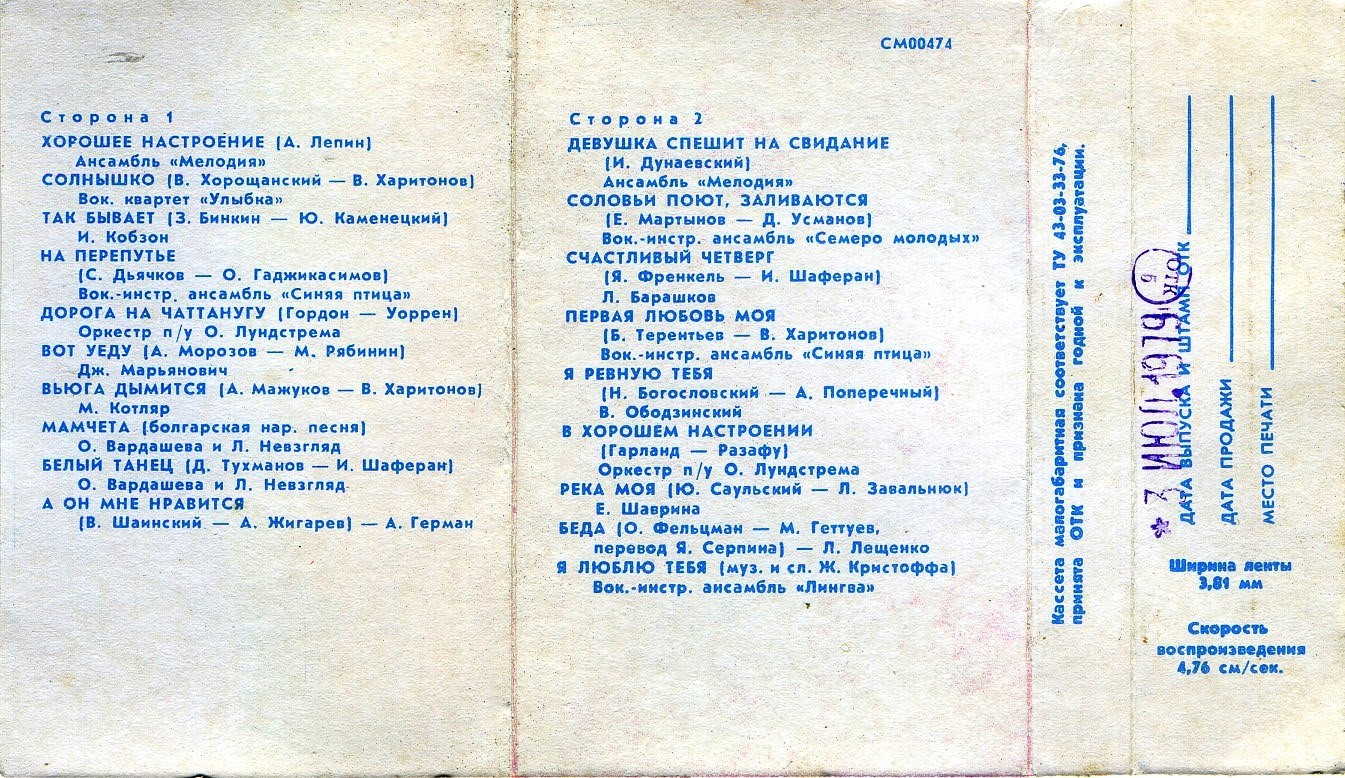 СМ00474
Сторона 1
ХОРОШЕЕ НАСТРОЕНИЕ (А. Лепин)
Ансамбль «Мелодия»
СОЛНЫШКО (В. Хорощанский — В. Харитонов)
Вок. квартет «Улыбка»
ТАК БЫВАЕТ (З. Бинкин — Ю. Каменецкий)
И. Кобзон
НА ПЕРЕПУТЬЕ
(С. Дьячков — О. Гаджикасимов)
Вок.-инстр. ансамбль «Синяя птица»
ДОРОГА НА ЧАТТАНУГУ (Гордон — Уоррен)
Оркестр п/у О. Лундстрема
ВОТ УЕДУ (А. Морозов — М. Рябинин)
Дж. Марьянович
ВЬЮГА ДЫМИТСЯ (А. Мажуков — В. Харитонов)
М. Котляр
МАМЧЕТА (болгарская нар. песня)
О. Вардашева и Л. Невзгляд
БЕЛЫЙ ТАНЕЦ (Д. Тухманов — И. Шаферан)
О. Вардашева и Л. Невзгляд
А ОН МНЕ НРАВИТСЯ
(В. Шаинский — А. Жигарев) — А. Герман
Сторона 2
ДЕВУШКА СПЕШИТ НА СВИДАНИЕ
(И. Дунаевский)
Ансамбль «Мелодия»
СОЛОВЬИ ПОЮТ, ЗАЛИВАЮТСЯ
(Е. Мартынов — Д. Усманов)
Вок.-инстр. ансамбль «Семеро молодых»
СЧАСТЛИВЫЙ ЧЕТВЕРГ
(Я. Френкель — И. Шаферан)
Л. Барашков
ПЕРВАЯ ЛЮБОВЬ МОЯ
(Б. Терентьев — В. Харитонов)
Вок.-инстр. ансамбль «Синяя птица»
Я РЕВНУЮ ТЕБЯ
(Н. Богословский — А. Поперечный)
В. Ободзинский
В ХОРОШЕМ НАСТРОЕНИИ
(Гарланд — Разафу)
Оркестр п/у О. Лундстрема
РЕКА МОЯ (Ю. Саульский — Л. Завальнюк)
Е. Шаврина
БЕДА (О. Фельцман — М. Геттуев,
перевод Я. Серпина) — Л. Лещенко
Я ЛЮБЛЮ ТЕБЯ (муз. и сл. Ж. Кристоффа)
Вок.-инстр. ансамбль «Лингва»
Кассета малогабаритная соответствует ТУ 43-03-33-76,
принята ОТК и признана годной к эксплуатации.
* 3 ИЮЛ 1979
ОТК
6
ДАТА ВЫПУСКА И ШТАМП ОТК
ДАТА ПРОДАЖИ
МЕСТО ПЕЧАТИ
Ширина ленты
3,81 мм
Скорость
воспроизведения
4,76 см/сек.